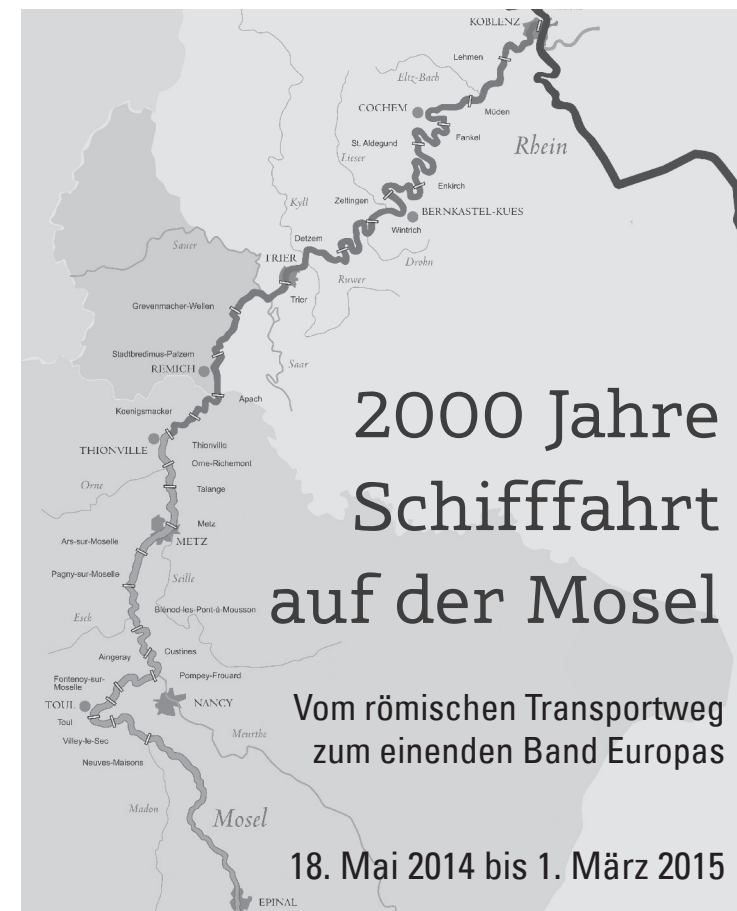 KOBLENZ
Lehmen
Eltz-Bach
COCHEM
Müden
St. Aldegund
Fankel
Rhein
Lieser
Enkirch
Zeltingen
Kyll
BERNKASTEL-KUES
Wintrich
Detzem
Sauer
TRIER
Drohn
Ruwer
Trier
Grevenmacher-Wellen
Stadtbredimus-Palzem
Saar
REMICH
Apach
Koenigsmacker
2000 Jahre
Thionville
THIONVILLE
Orne-Richemont
Orne
Talange
Schifffahrt
Metz
Ars-sur-Moselle
METZ
Pagny-sur-Moselle
Seille
auf der Mosel
Blénod-les-Pont-à-Mousson
Esch
Custines
Aingeray
Pompey-Frouard
Fontenoy-sur-
Moselle
TOUL
NANCY
Vom römischen Transportweg
Toul
Meurthe
Villey-le-Sec
zum einenden Band Europas
Neuves-Maisons
Madon
Mosel
18. Mai 2014 bis 1. März 2015
EPINAL